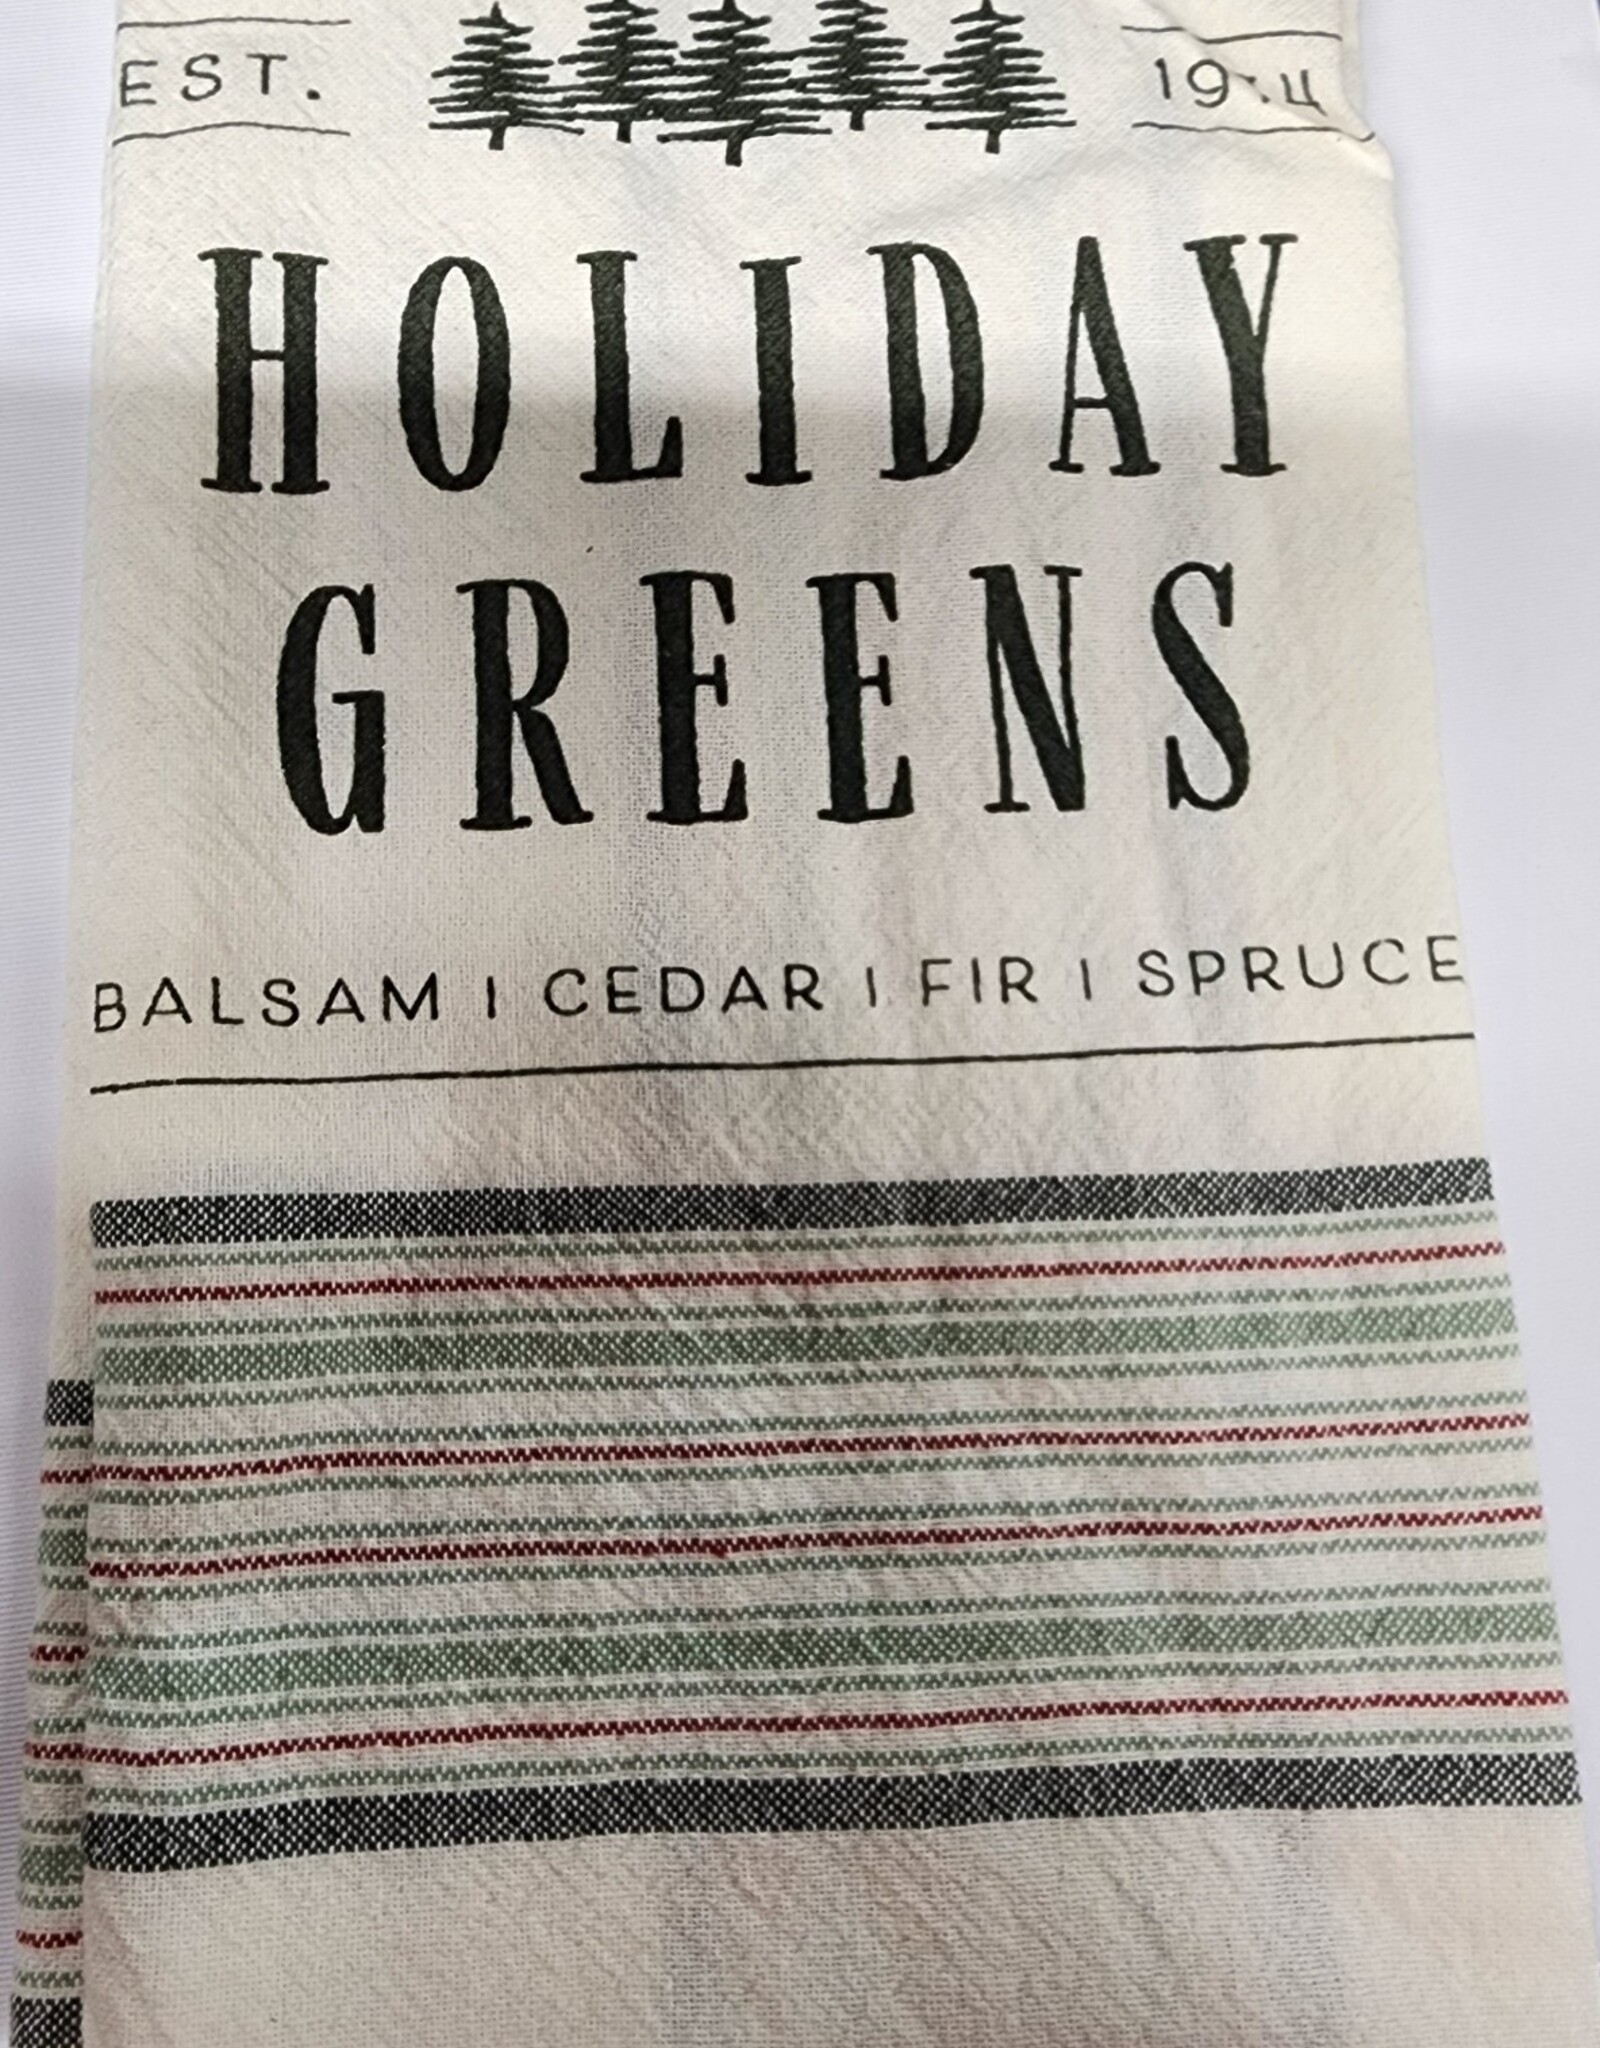 EST.
HOLIDAY
GREENS
BALSAM | CEDAR | FIR | SPRUCE